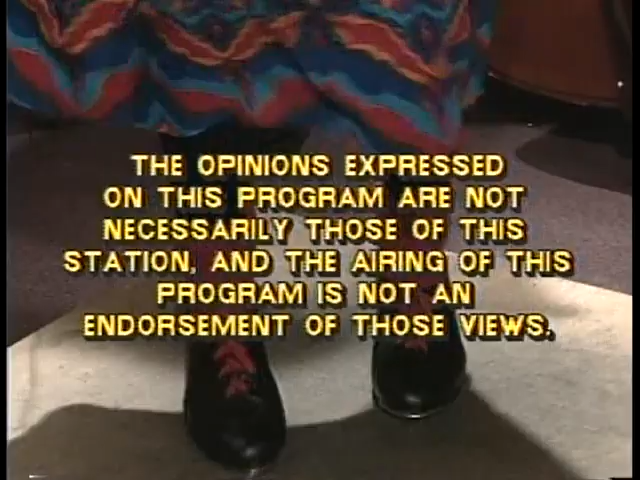 THE OPINIONS EXPRESSED
ON THIS PROGRAM ARE NOT
NECESSARILY THOSE OF THIS
STATION, AND THE AIRING OF THIS
PROGRAM IS NOT AN
ENDORSEMENT OF THOSE VIEWS.